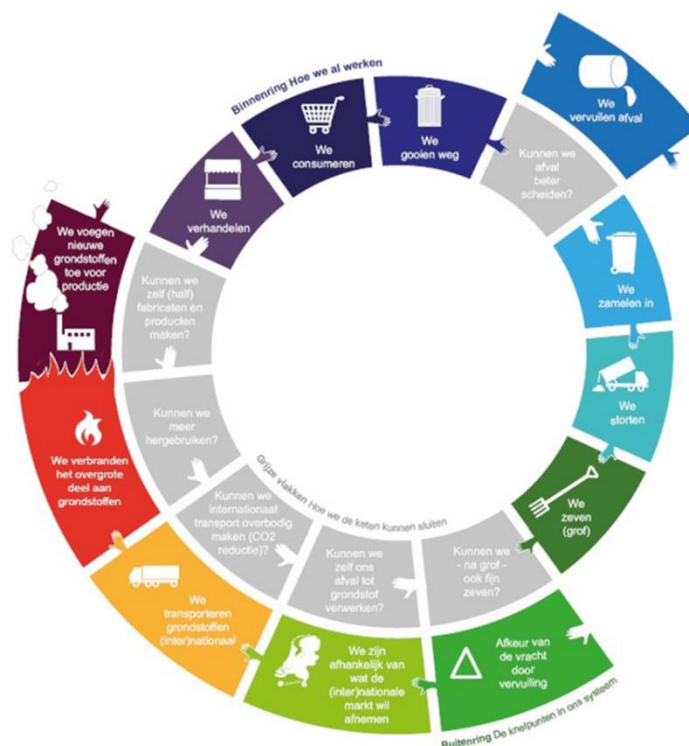 Binnenring Hoe we al werken
We
consumeren
We
gooien weg
We
vervuilen afval
Kunnen we
afval
beter
scheiden?
We
zamelen in
We
storten
We
zeven
(grof)
Kunnen we
- na grof -
ook fijn
zeven?
Afkeur van
de vracht
door
vervuiling
Buitenring De knelpunten in ons systeem
Kunnen we
zelf ons
afval tot
grondstof
verwerken?
We zijn
afhankelijk van
wat de
(inter)nationale
markt wil
afnemen
Kunnen we
internationaal
transport overbodig
maken (CO2
reductie)?
We
transporteren
grondstoffen
(inter)nationaal
Grijze vlakken Hoe we de keten kunnen sluiten
Kunnen we
meer
hergebruiken?
We verbranden
het overgrote
deel aan
grondstoffen
Kunnen we
zelf (half)
fabricaten en
producten
maken?
We voegen
nieuwe
grondstoffen
toe voor
productie
We
verhandelen